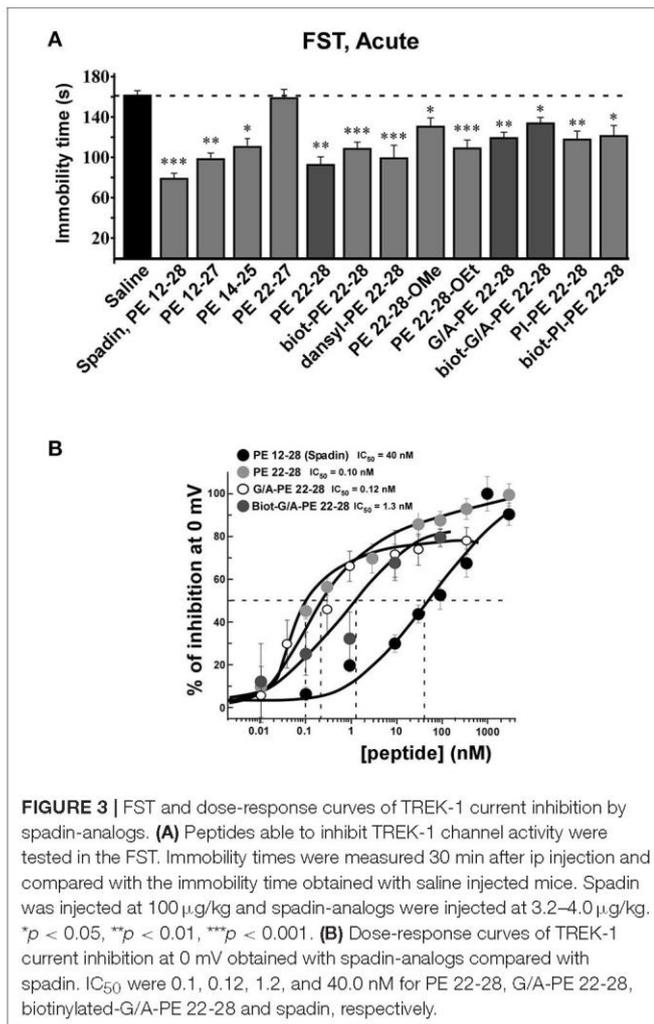 A
FST, Acute
Immobility time (s)
180
140
100
60
20
***
**
*
**
***
***
*
***
**
*
**
*
Saline
Spadin, PE 12-28
PE 12-27
PE 14-25
PE 22-27
PE 22-28
biot-PE 22-28
dansyl-PE 22-28
PE 22-28-OMe
PE 22-28-OEt
G/A-PE 22-28
biot-G/A-PE 22-28
PI-PE 22-28
biot-PI-PE 22-28
B
PE 12-28 (Spadin) IC50 = 40 nM
PE 22-28 IC50 = 0.10 nM
G/A-PE 22-28 IC50 = 0.12 nM
Biot-G/A-PE 22-28 IC50 = 1.3 nM
% of inhibition at 0 mV
100
80
60
40
20
0
0.01 0.1 1 10 100 1000
[peptide] (nM)
FIGURE 3 | FST and dose-response curves of TREK-1 current inhibition by
spadin-analogs. (A) Peptides able to inhibit TREK-1 channel activity were
tested in the FST. Immobility times were measured 30 min after ip injection and
compared with the immobility time obtained with saline injected mice. Spadin
was injected at 100 μg/kg and spadin-analogs were injected at 3.2–4.0 μg/kg.
*p < 0.05, **p < 0.01, ***p < 0.001. (B) Dose-response curves of TREK-1
current inhibition at 0 mV obtained with spadin-analogs compared with
spadin. IC50 were 0.1, 0.12, 1.2, and 40.0 nM for PE 22-28, G/A-PE 22-28,
biotinylated-G/A-PE 22-28 and spadin, respectively.